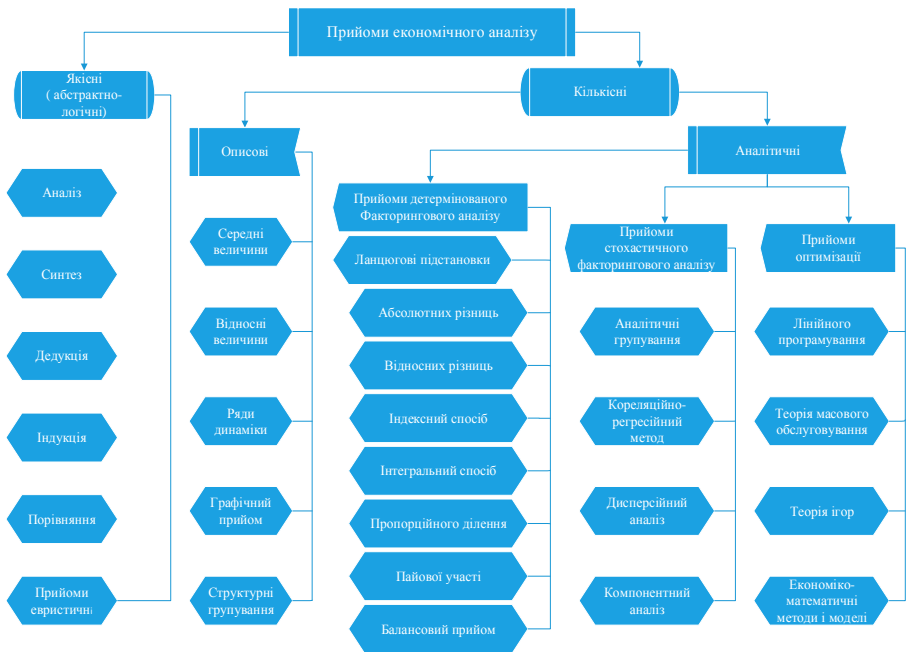 Прийоми економічного аналізу
Якісні
( абстрактно-
логічні)
Аналіз
Синтез
Дедукція
Індукція
Порівняння
Прийоми
евристичні
Кількісні
Описові
Середні
величини
Відносні
величини
Ряди
динаміки
Графічний
прийом
Структурні
групування
Аналітичні
Прийоми детермінованого
Факторингового аналізу
Ланцюгові підстановки
Абсолютних різниць
Відносних різниць
Індексний спосіб
Інтегральний спосіб
Пропорційного ділення
Пайової участі
Балансовий прийом
Прийоми
стохастичного
факторингового аналізу
Аналітичні
групування
Кореляційно-
регресійний
метод
Дисперсійний
аналіз
Компонентний
аналіз
Прийоми
оптимізації
Лінійного
програмування
Теорія масового
обслуговування
Теорія ігор
Економіко-
математичні
методи і моделі